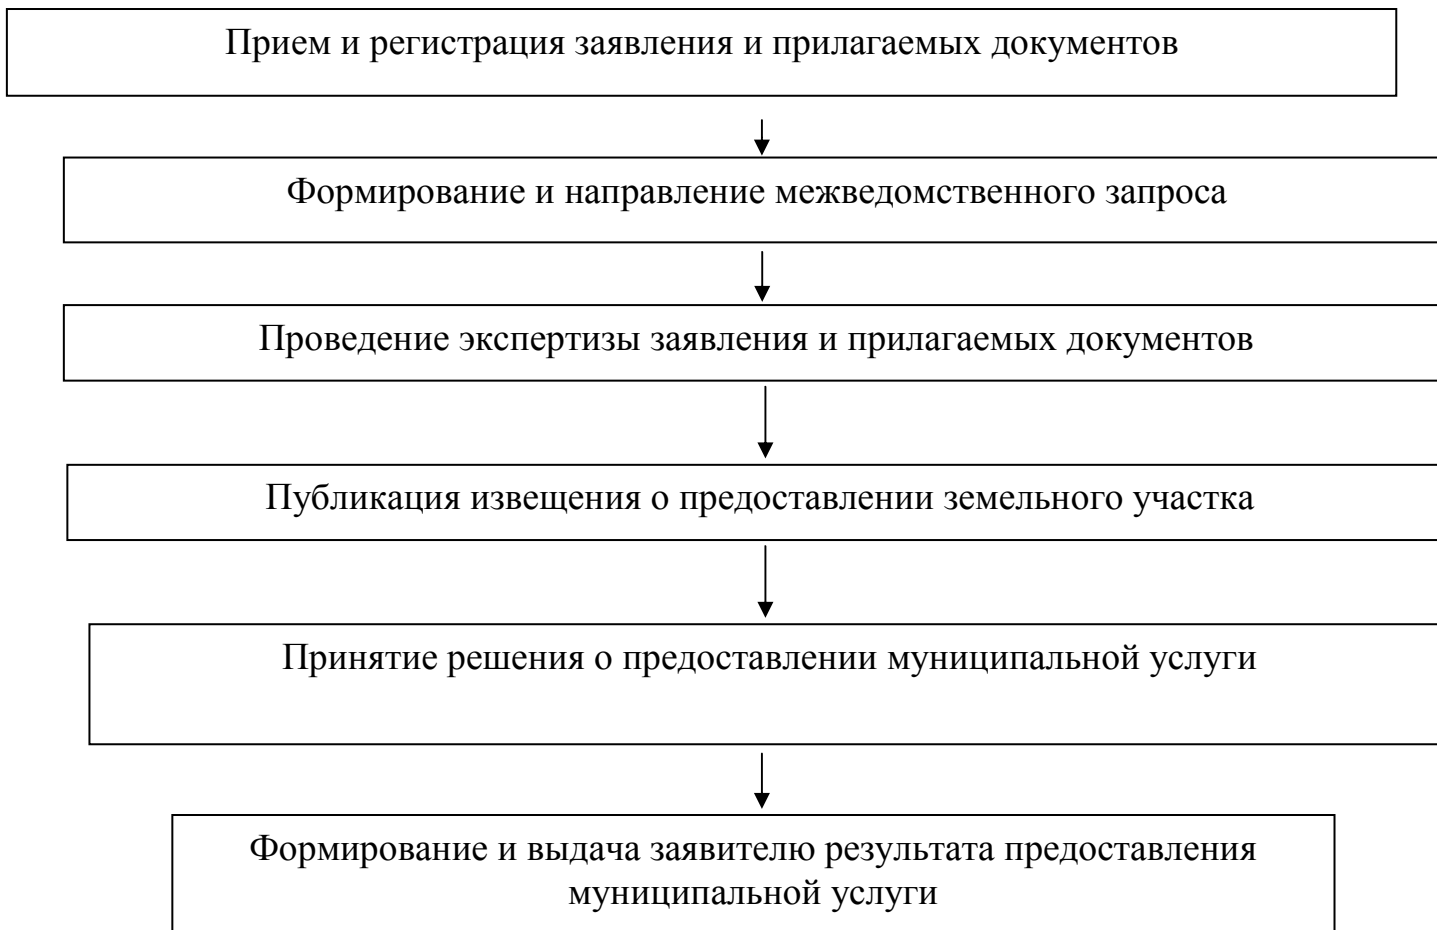 Прием и регистрация заявления и прилагаемых документов
Формирование и направление межведомственного запроса
Проведение экспертизы заявления и прилагаемых документов
Публикация извещения о предоставлении земельного участка
Принятие решения о предоставлении муниципальной услуги
Формирование и выдача заявителю результата предоставления
муниципальной услуги